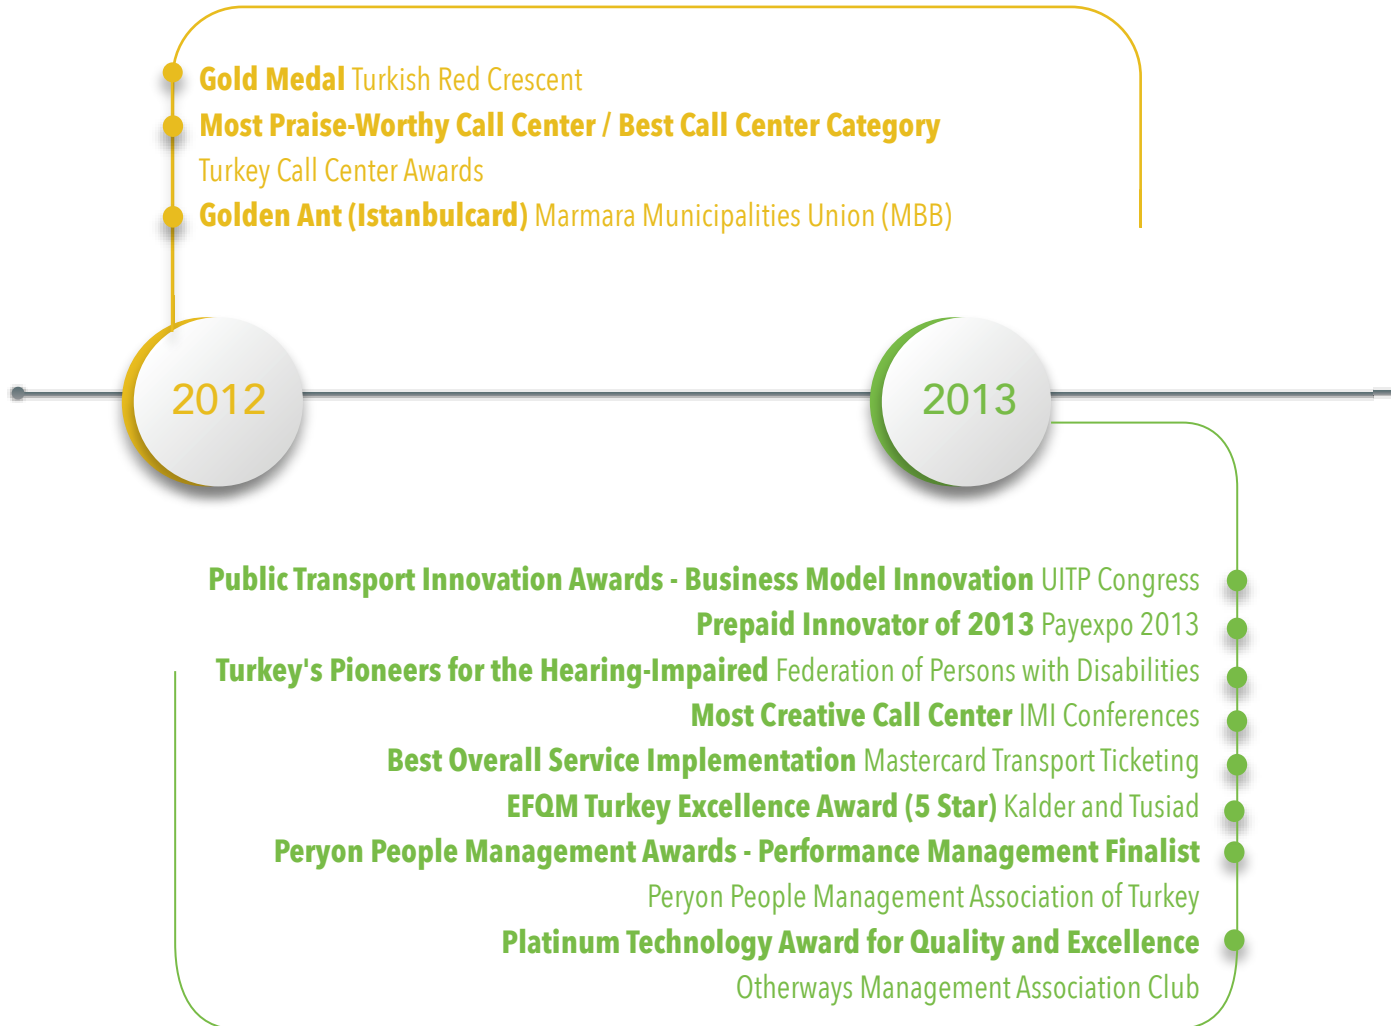 Gold Medal Turkish Red Crescent
Most Praise-Worthy Call Center / Best Call Center Category
Turkey Call Center Awards
Golden Ant (Istanbulcard) Marmara Municipalities Union (MBB)
2012
2013
Public Transport Innovation Awards - Business Model Innovation UITP Congress
Prepaid Innovator of 2013 Payexpo 2013
Turkey's Pioneers for the Hearing-Impaired Federation of Persons with Disabilities
Most Creative Call Center IMI Conferences
Best Overall Service Implementation Mastercard Transport Ticketing
EFQM Turkey Excellence Award (5 Star) Kalder and Tusiad
Peryon People Management Awards - Performance Management Finalist
Peryon People Management Association of Turkey
Platinum Technology Award for Quality and Excellence
Otherways Management Association Club